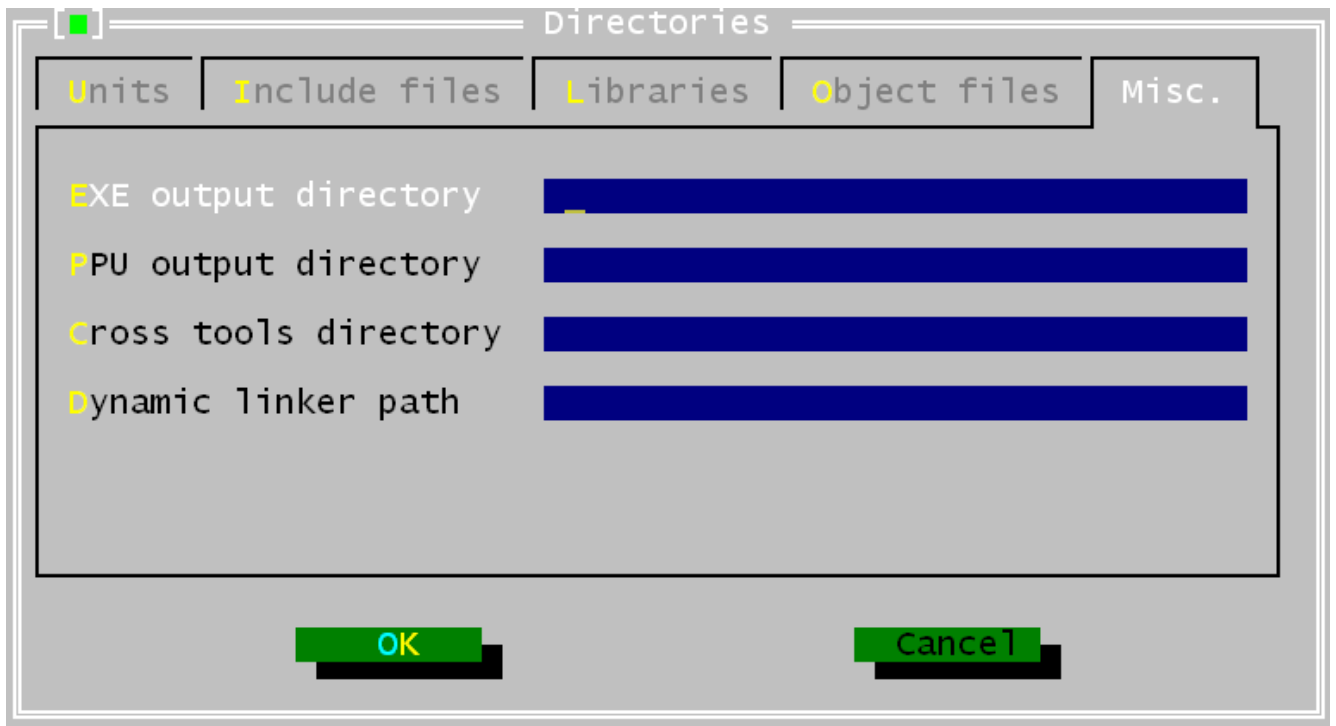 Directories
Units Include files Libraries Object files Misc.
EXE output directory
PPU output directory
Cross tools directory
Dynamic linker path
OK Cancel